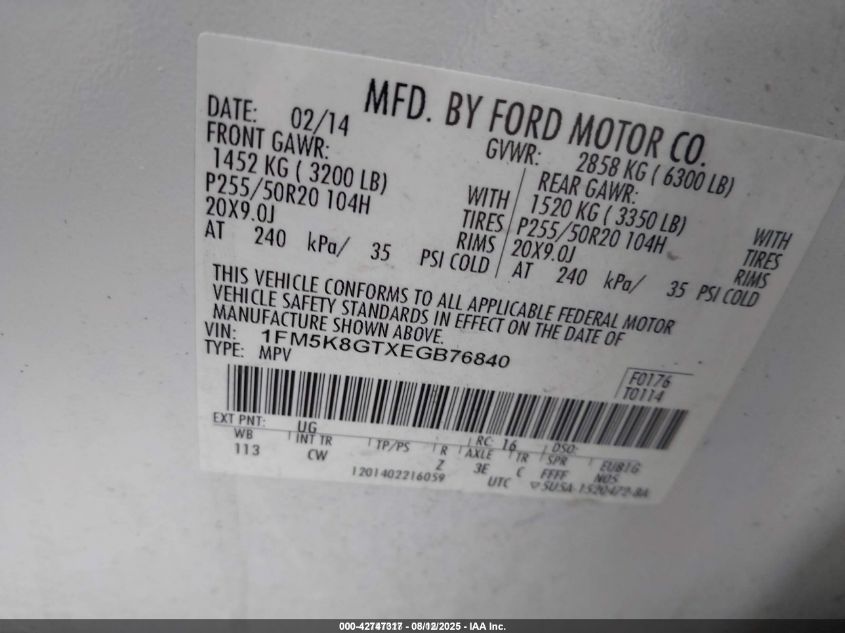 MFD. BY FORD MOTOR CO.
DATE: 02/14 GVWR: 2858 KG ( 6300 LB)
FRONT GAWR: REAR GAWR:
1452 KG ( 3200 LB) WITH 1520 KG ( 3350 LB) WITH
P255/50R20 104H TIRES P255/50R20 104H TIRES
20X9.0J RIMS 20X9.0J RIMS
AT 240 kPa/ 35 PSI COLD AT 240 kPa/ 35 PSI COLD
THIS VEHICLE CONFORMS TO ALL APPLICABLE FEDERAL MOTOR
VEHICLE SAFETY STANDARDS IN EFFECT ON THE DATE OF
MANUFACTURE SHOWN ABOVE.
VIN: 1FM5K8GTXEGB76840
TYPE: MPV
F0176
T0114
EXT PNT: UG RC: 16 DSO:
WB INT TR TP/PS R AXLE TR SPR EUBIG
113 CW Z 3E C FFFF NOS
1201402216059 UTC ▽5U5A-1520472-BA
- 08/12/2025 - IAA Inc.